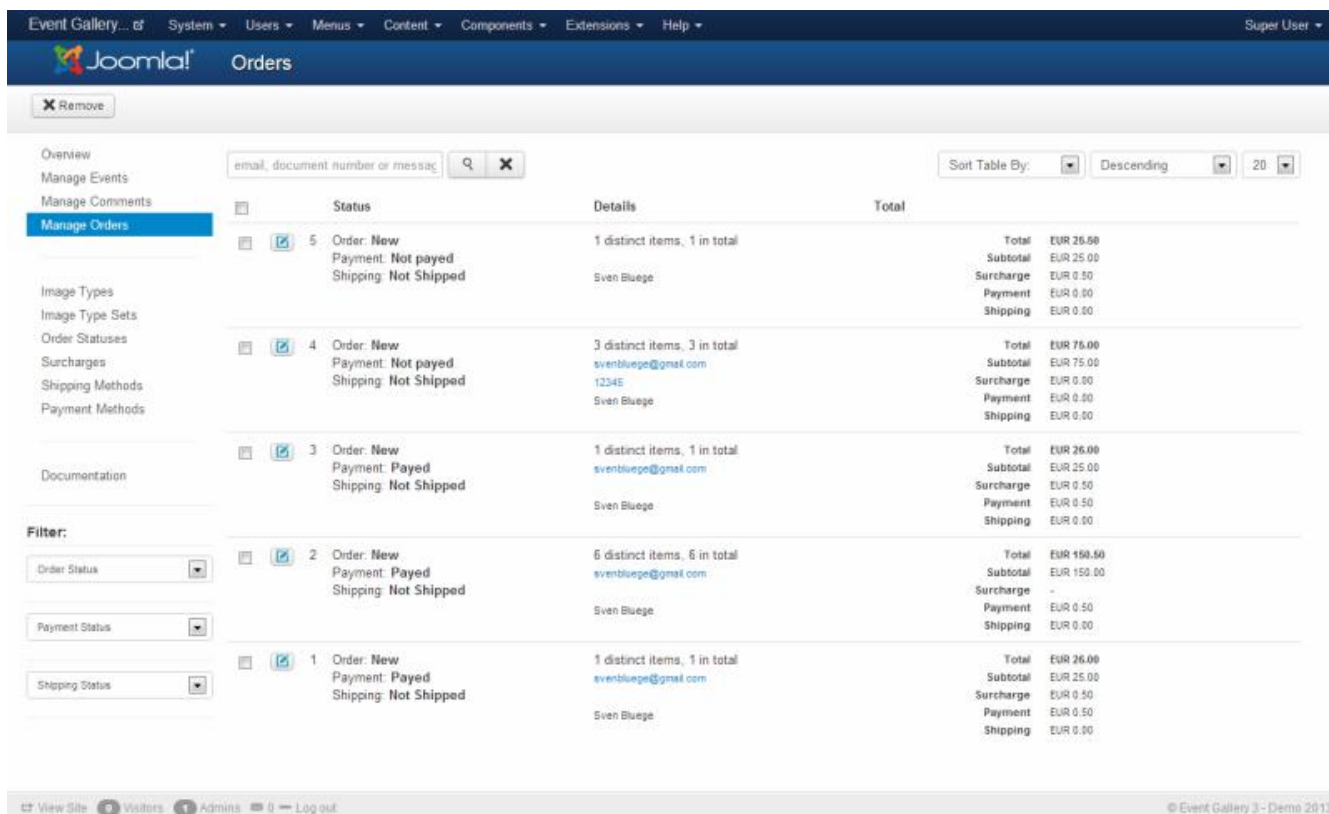 Event Gallery... System Users Menus Content Components Extensions Help Super User
Joomla! Orders
Remove
Overview
Manage Events
Manage Comments
Manage Orders
Image Types
Image Type Sets
Order Statuses
Surcharges
Shipping Methods
Payment Methods
Documentation
Filter:
Order Status
Payment Status
Shipping Status
email, document number or messag
Sort Table By: Descending 20
Status Details Total
5 Order: New 1 distinct items, 1 in total Total EUR 25.50
Payment: Not payed Subtotal EUR 25.00
Shipping: Not Shipped Sven Bluege Surcharge EUR 0.50
Payment EUR 0.00
Shipping EUR 0.00
4 Order: New 3 distinct items, 3 in total Total EUR 75.00
Payment: Not payed svenbluege@gmail.com Subtotal EUR 75.00
Shipping: Not Shipped 12345 Surcharge EUR 0.00
Sven Bluege Payment EUR 0.00
Shipping EUR 0.00
3 Order: New 1 distinct items, 1 in total Total EUR 26.00
Payment: Payed svenbluege@gmail.com Subtotal EUR 25.00
Shipping: Not Shipped Surcharge EUR 0.50
Sven Bluege Payment EUR 0.50
Shipping EUR 0.00
2 Order: New 6 distinct items, 6 in total Total EUR 150.50
Payment: Payed svenbluege@gmail.com Subtotal EUR 150.00
Shipping: Not Shipped Surcharge -
Sven Bluege Payment EUR 0.50
Shipping EUR 0.00
1 Order: New 1 distinct items, 1 in total Total EUR 26.00
Payment: Payed svenbluege@gmail.com Subtotal EUR 25.00
Shipping: Not Shipped Surcharge EUR 0.50
Sven Bluege Payment EUR 0.50
Shipping EUR 0.00
View Site 0 Visitors 1 Admins 0 Log out © Event Gallery 3 - Demo 2013